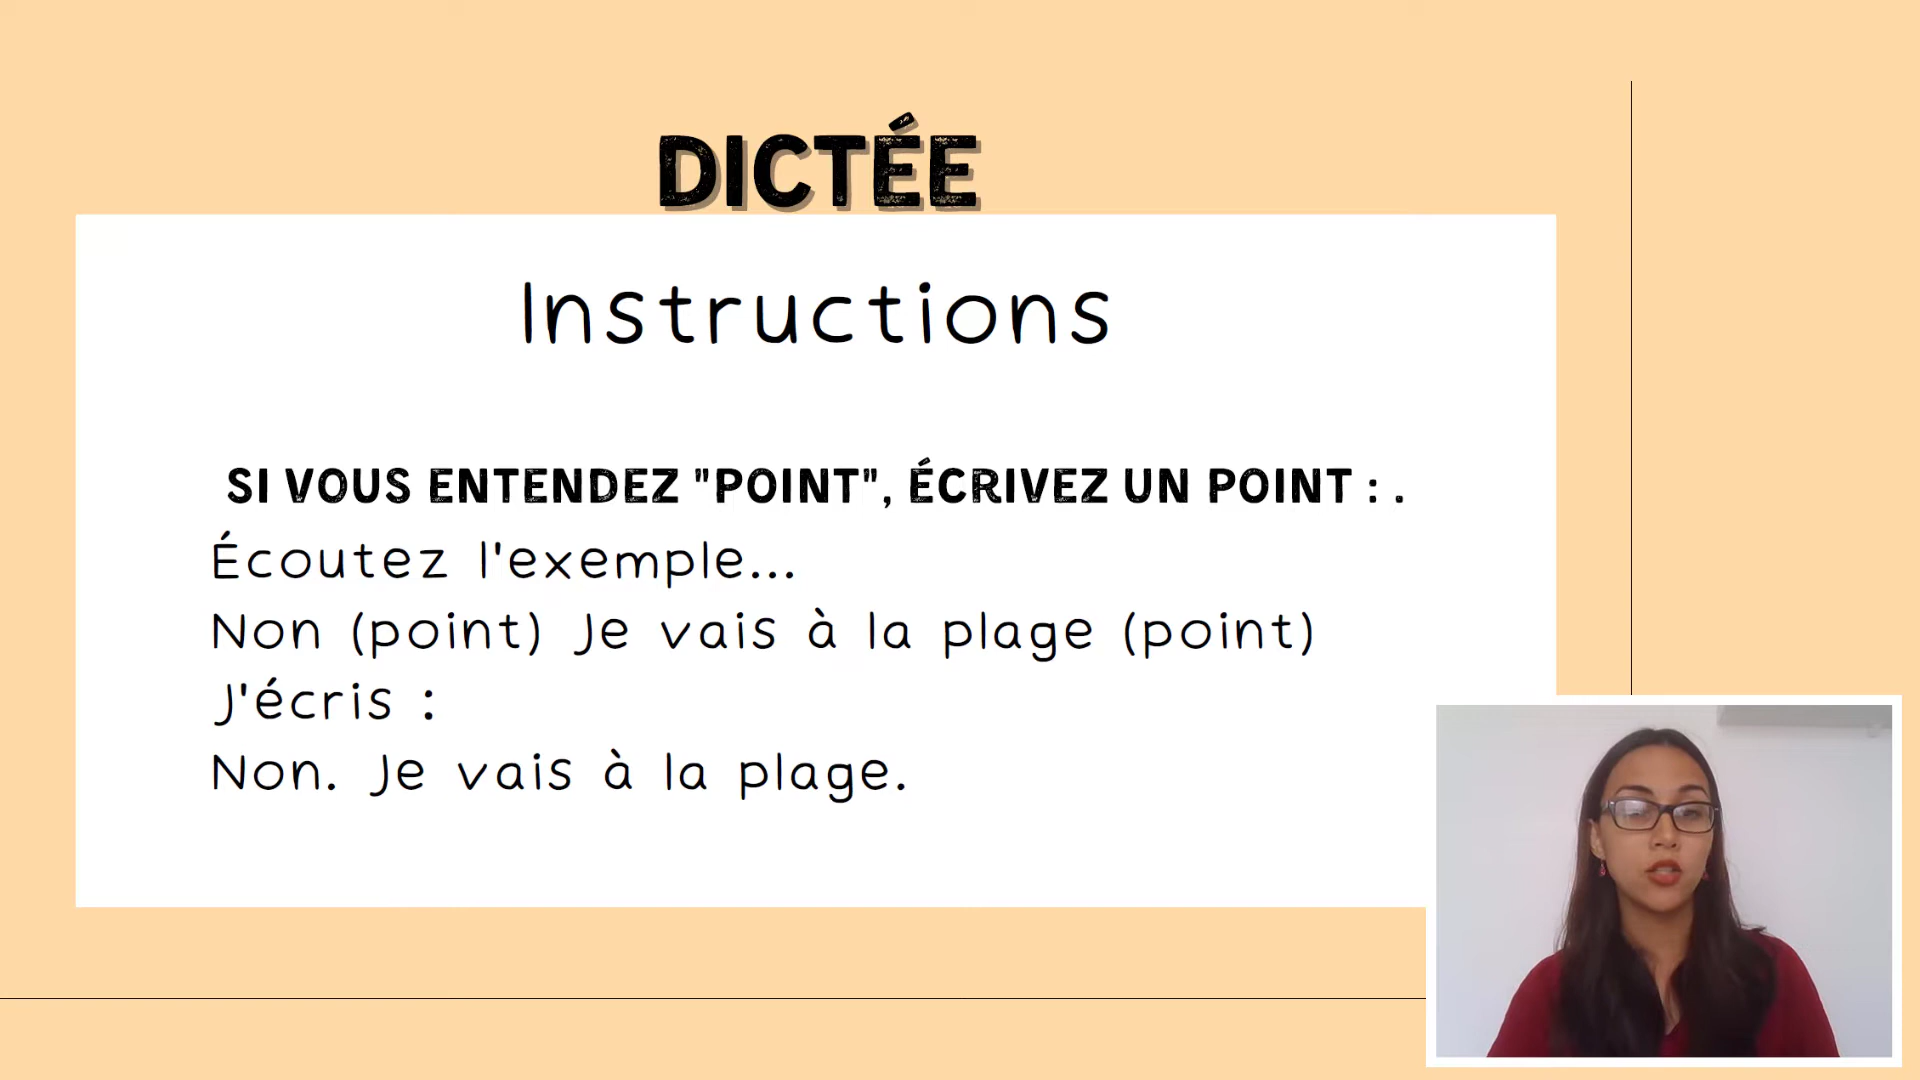 DICTÉE
Instructions
SI VOUS ENTENDEZ "POINT", ÉCRIVEZ UN POINT : .
Écoutez l'exemple...
Non (point) Je vais à la plage (point)
J'écris :
Non. Je vais à la plage.